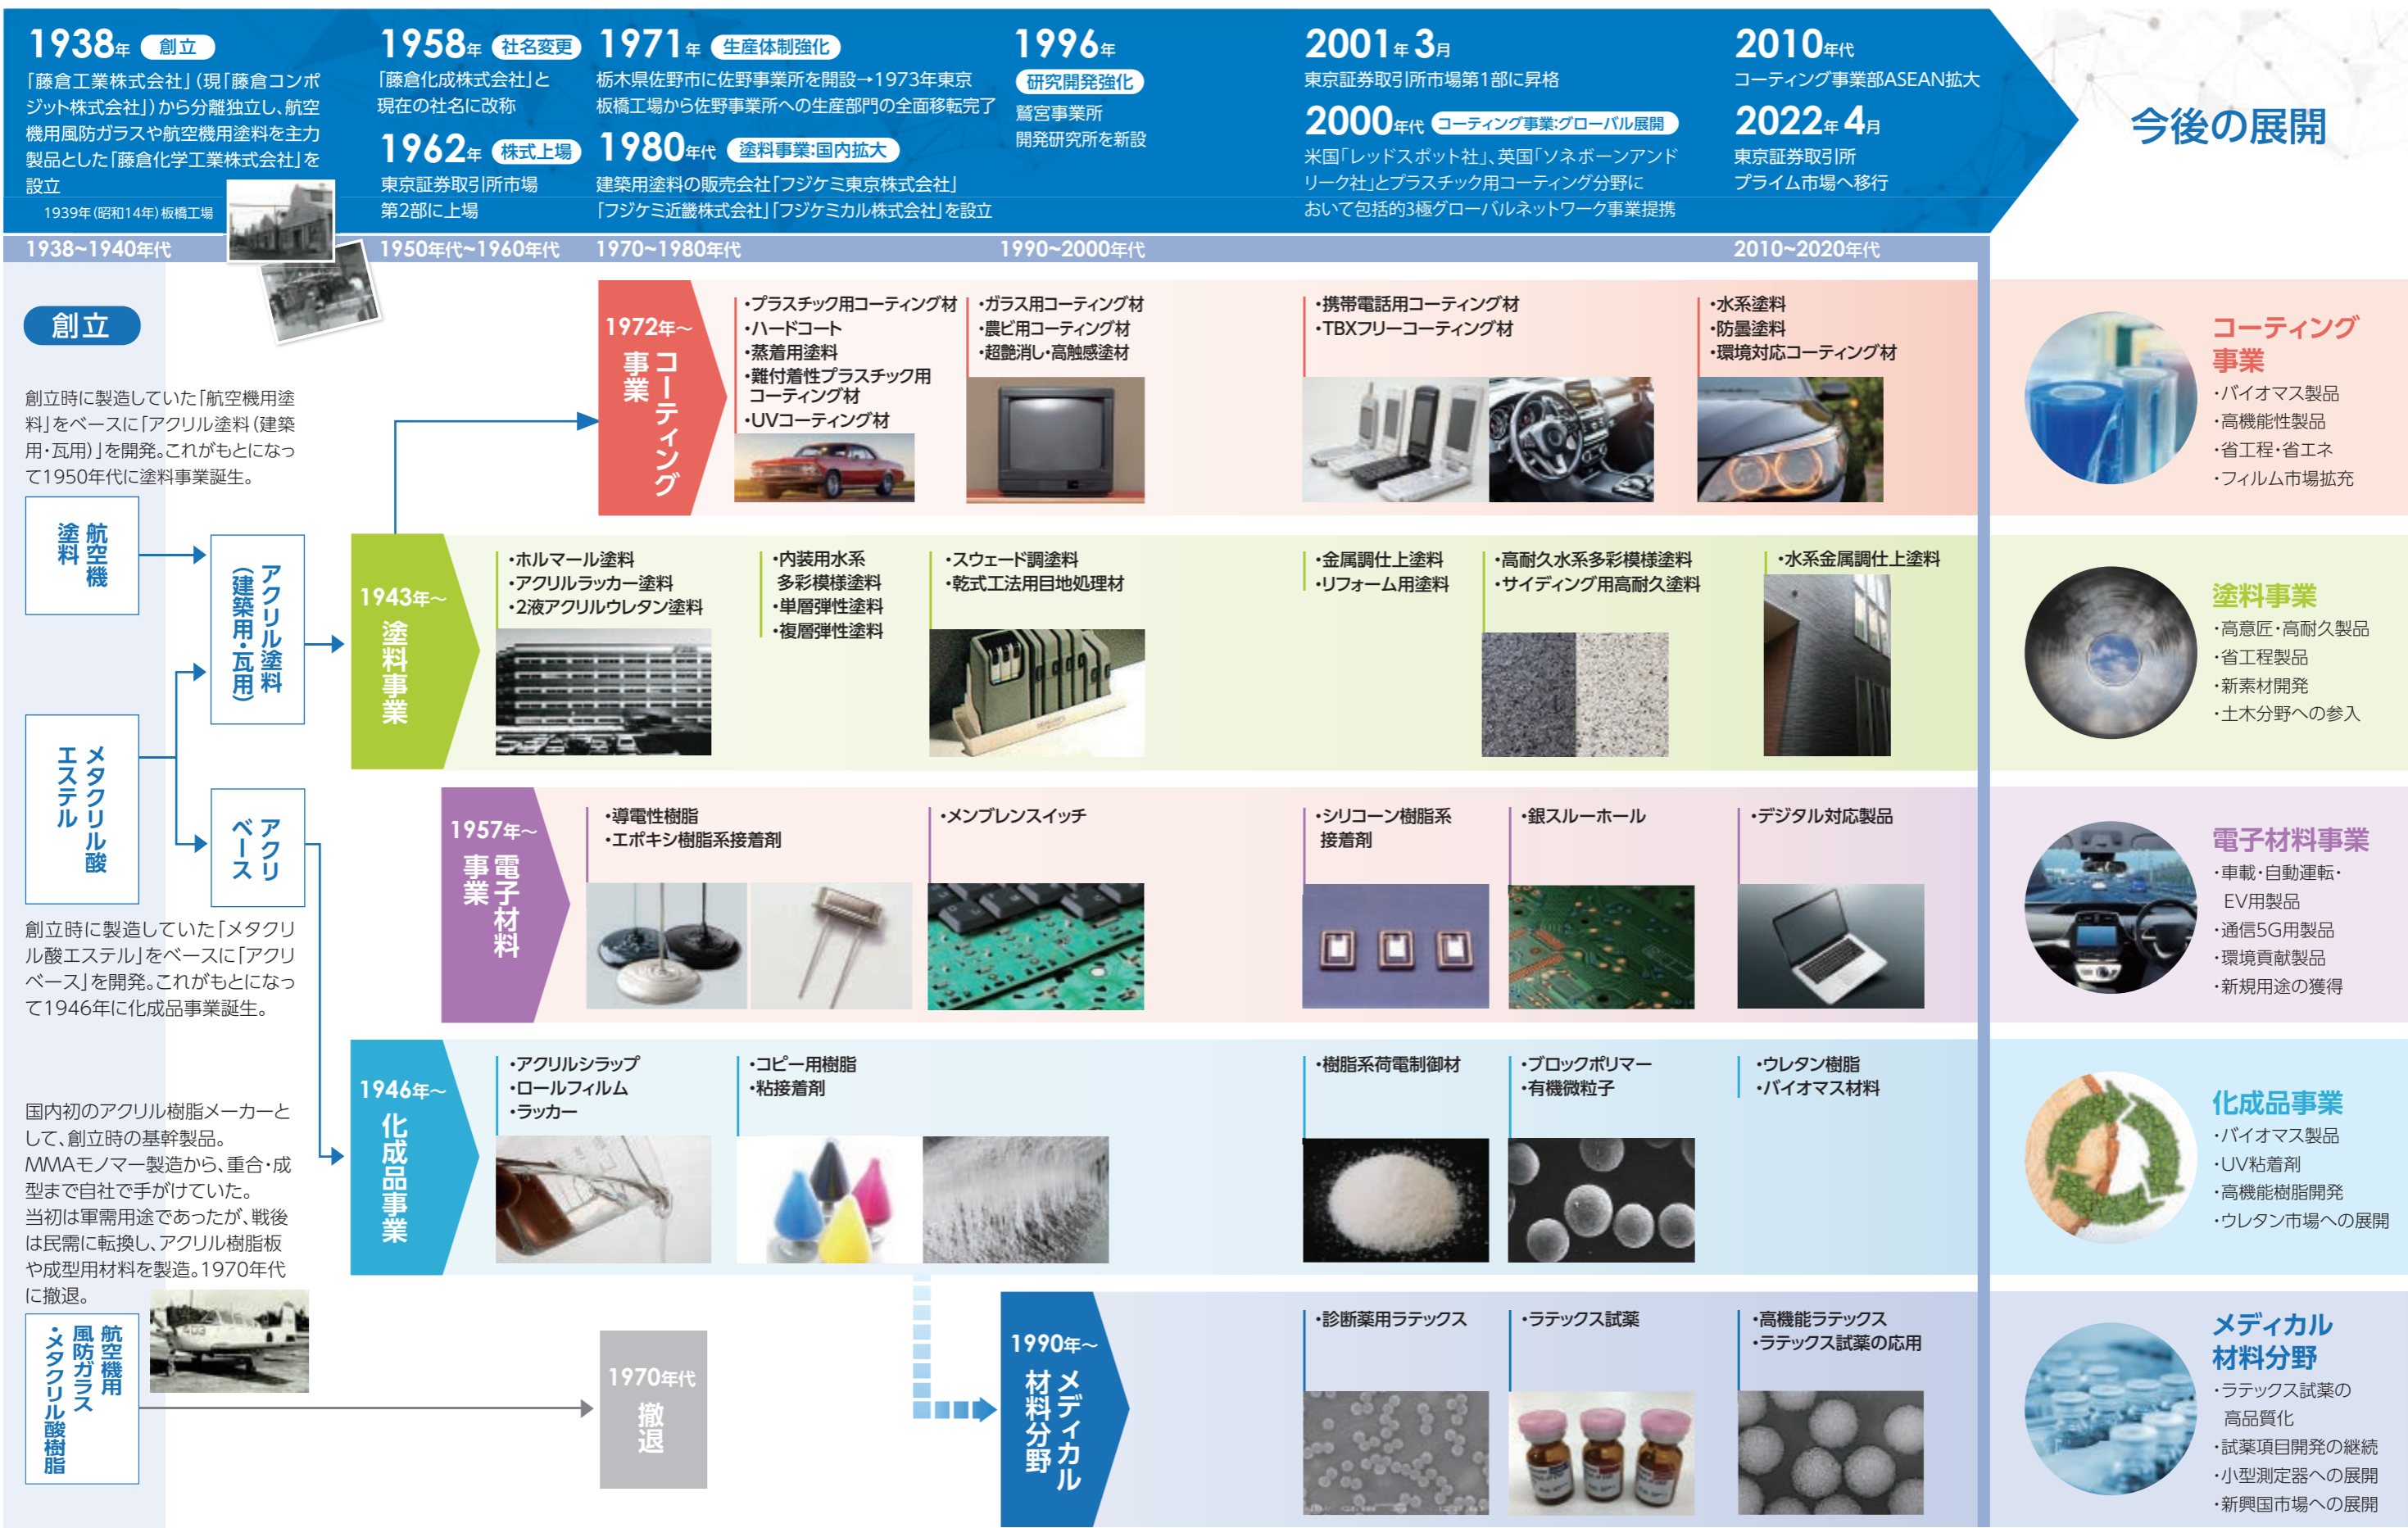 1938年 創立
「藤倉工業株式会社」(現「藤倉コンポ
ジット株式会社」)から分離独立し、航空
機用風防ガラスや航空機用塗料を主力
製品とした「藤倉化学工業株式会社」を
設立
1939年(昭和14年)板橋工場
1958年 社名変更
「藤倉化成株式会社」と
現在の社名に改称
1962年 株式上場
東京証券取引所市場
第2部に上場
1971年 生産体制強化
栃木県佐野市に佐野事業所を開設→1973年東京
板橋工場から佐野事業所への生産部門の全面移転完了
1980年代 塗料事業:国内拡大
建築用塗料の販売会社「フジケミ東京株式会社」
「フジケミ近畿株式会社」「フジケミカル株式会社」を設立
1996年
研究開発強化
鷲宮事業所
開発研究所を新設
2001年3月
東京証券取引所市場第1部に昇格
2000年代 コーティング事業:グローバル展開
米国「レッドスポット社」、英国「ソネボーンアンド
リーク社」とプラスチック用コーティング分野に
おいて包括的3極グローバルネットワーク事業提携
2010年代
コーティング事業部ASEAN拡大
2022年4月
東京証券取引所
プライム市場へ移行
今後の展開
1938~1940年代
1950年代~1960年代
1970~1980年代
1990~2000年代
2010~2020年代
創立
創立時に製造していた「航空機用塗
料」をベースに「アクリル塗料(建築
用・瓦用)」を開発。これがもとになっ
て1950年代に塗料事業誕生。
航空機
塗料
アクリル塗料
(建築用・瓦用)
メタクリル酸
エステル
アクリ
ベース
創立時に製造していた「メタクリ
ル酸エステル」をベースに「アクリ
ベース」を開発。これがもとになっ
て1946年に化成品事業誕生。
国内初のアクリル樹脂メーカーと
して、創立時の基幹製品。
MMAモノマー製造から、重合・成
型まで自社で手がけていた。
当初は軍需用途であったが、戦後
は民需に転換し、アクリル樹脂板
や成型用材料を製造。1970年代
に撤退。
航空機用
風防ガラス
・メタクリル酸樹脂
1970年代
撤退
1972年～
コーティング
事業
・プラスチック用コーティング材
・ハードコート
・蒸着用塗料
・難付着性プラスチック用
コーティング材
・UVコーティング材
・ガラス用コーティング材
・農ビ用コーティング材
・超艶消し・高触感塗材
・携帯電話用コーティング材
・TBXフリーコーティング材
・水系塗料
・防曇塗料
・環境対応コーティング材
コーティング
事業
・バイオマス製品
・高機能性製品
・省工程・省エネ
・フィルム市場拡充
1943年～
塗料事業
・ホルマール塗料
・アクリルラッカー塗料
・2液アクリルウレタン塗料
・内装用水系
多彩模様塗料
・単層弾性塗料
・複層弾性塗料
・スウェード調塗料
・乾式工法用目地処理材
・金属調仕上塗料
・リフォーム用塗料
・高耐久水系多彩模様塗料
・サイディング用高耐久塗料
・水系金属調仕上塗料
塗料事業
・高意匠・高耐久製品
・省工程製品
・新素材開発
・土木分野への参入
1957年～
電子材料
事業
・導電性樹脂
・エポキシ樹脂系接着剤
・メンブレンスイッチ
・シリコーン樹脂系
接着剤
・銀スルーホール
・デジタル対応製品
電子材料事業
・車載・自動運転・
EV用製品
・通信5G用製品
・環境貢献製品
・新規用途の獲得
1946年～
化成品事業
・アクリルシラップ
・ロールフィルム
・ラッカー
・コピー用樹脂
・粘接着剤
・樹脂系荷電制御材
・ブロックポリマー
・有機微粒子
・ウレタン樹脂
・バイオマス材料
化成品事業
・バイオマス製品
・UV粘着剤
・高機能樹脂開発
・ウレタン市場への展開
1990年～
メディカル
材料分野
・診断薬用ラテックス
・ラテックス試薬
・高機能ラテックス
・ラテックス試薬の応用
メディカル
材料分野
・ラテックス試薬の
高品質化
・試薬項目開発の継続
・小型測定器への展開
・新興国市場への展開